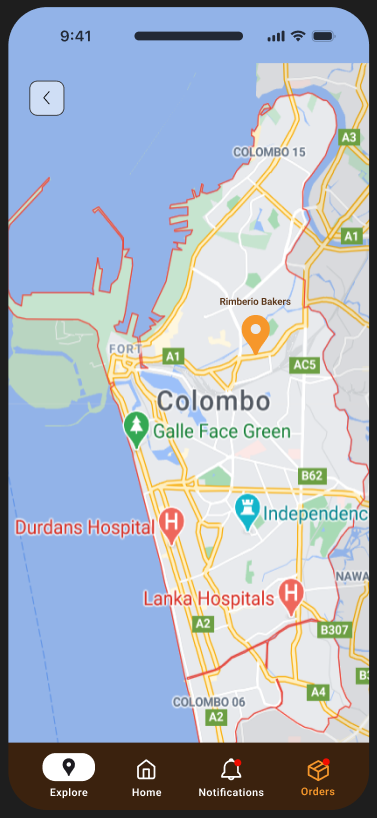 9:41
COLOMBO 15
A3
A1
Rimberio Bakers
FORT
A1
AC5
Colombo
Galle Face Green
B62
Durdans Hospital
H
Independenc
NAWA
Lanka Hospitals
H
A2
B307
COLOMBO 06
A4
A2
Explore
Home
Notifications
Orders